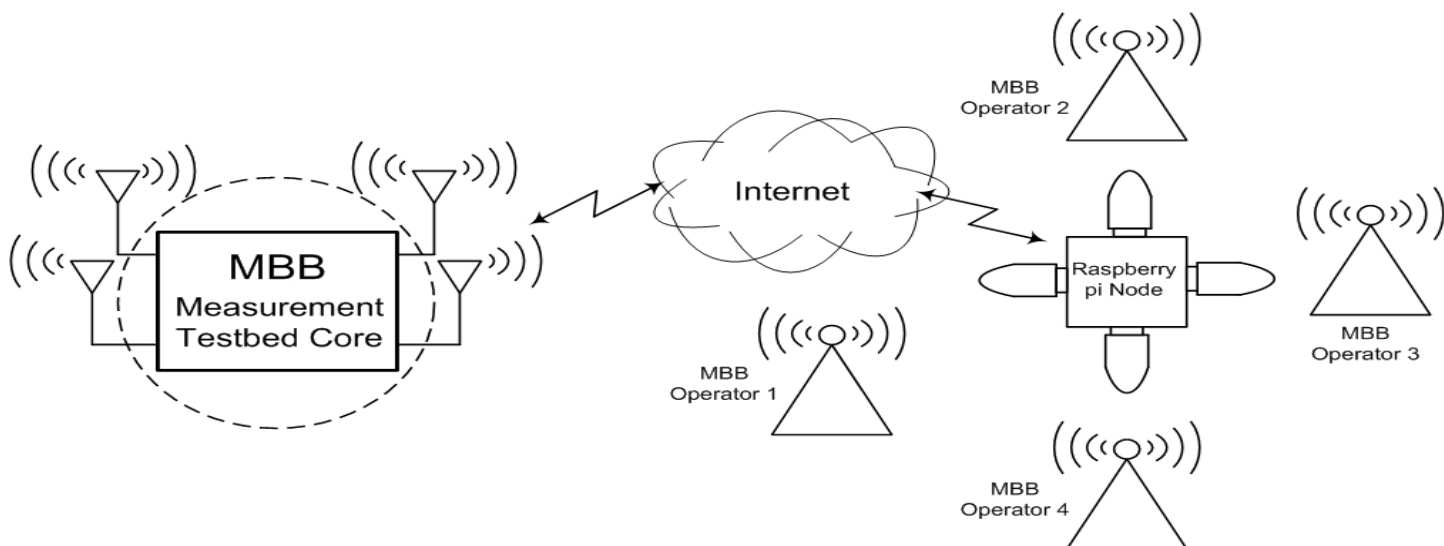 MBB
Measurement
Testbed Core
Internet
MBB
Operator 1
MBB
Operator 2
Raspberry
pi Node
MBB
Operator 3
MBB
Operator 4